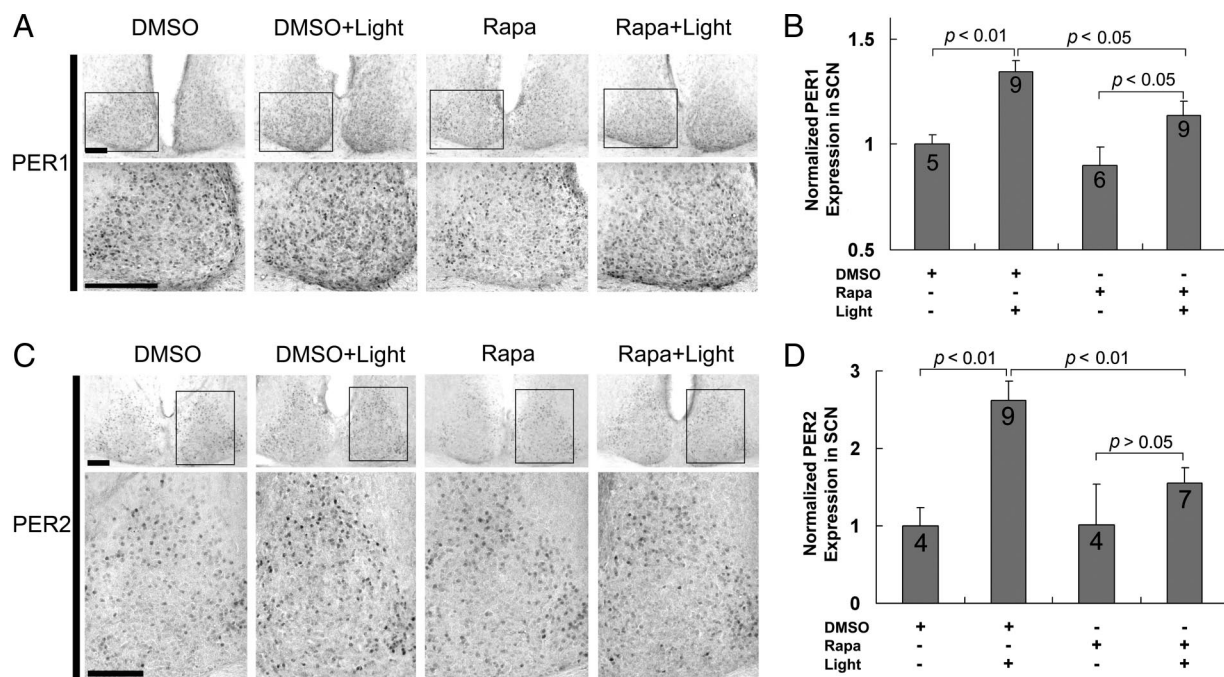 A
DMSO
DMSO+Light
Rapa
Rapa+Light
PER1
B
Normalized PER1
Expression in SCN
1.5
1
0.5
p < 0.01
p < 0.05
p < 0.05
5
9
6
9
DMSO + + - -
Rapa - - + +
Light - + - +
C
DMSO
DMSO+Light
Rapa
Rapa+Light
PER2
D
Normalized PER2
Expression in SCN
3
2
1
0
p < 0.01
p < 0.01
p > 0.05
4
9
4
7
DMSO + + - -
Rapa - - + +
Light - + - +